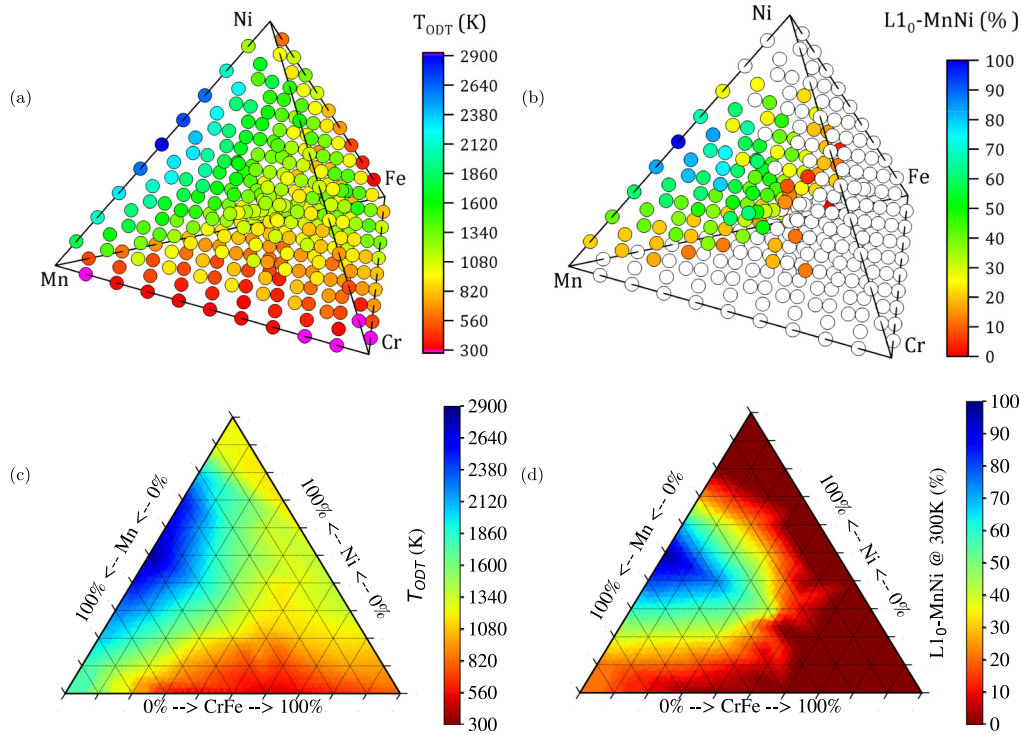 Ni
T_ODT (K)
2900
2640
2380
2120
1860
1600
1340
1080
820
560
300
(a)
Fe
Mn
Cr
Ni
L1₀-MnNi (%)
100
90
80
70
60
50
40
30
20
10
0
(b)
Fe
Mn
Cr
(c)
100% <-- Mn <--- 0%
100% <-- Ni <--0%
0% --> CrFe --> 100%
2900
2640
2380
2120
1860
1600
1340
1080
820
560
300
T_ODT (K)
(d)
100% <-- Mn <--- 0%
100% <-- Ni <--0%
0% --> CrFe --> 100%
L1₀-MnNi @ 300K (%)
100
90
80
70
60
50
40
30
20
10
0